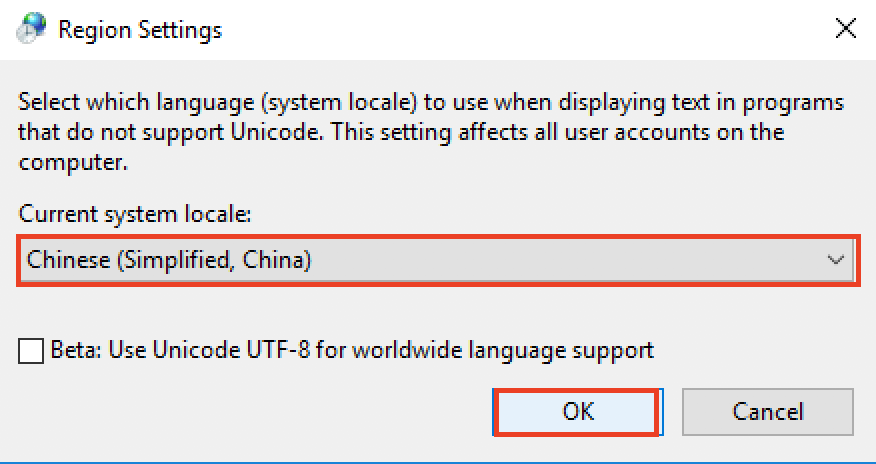 Region Settings
Select which language (system locale) to use when displaying text in programs
that do not support Unicode. This setting affects all user accounts on the
computer.
Current system locale:
Chinese (Simplified, China)
Beta: Use Unicode UTF-8 for worldwide language support
OK Cancel